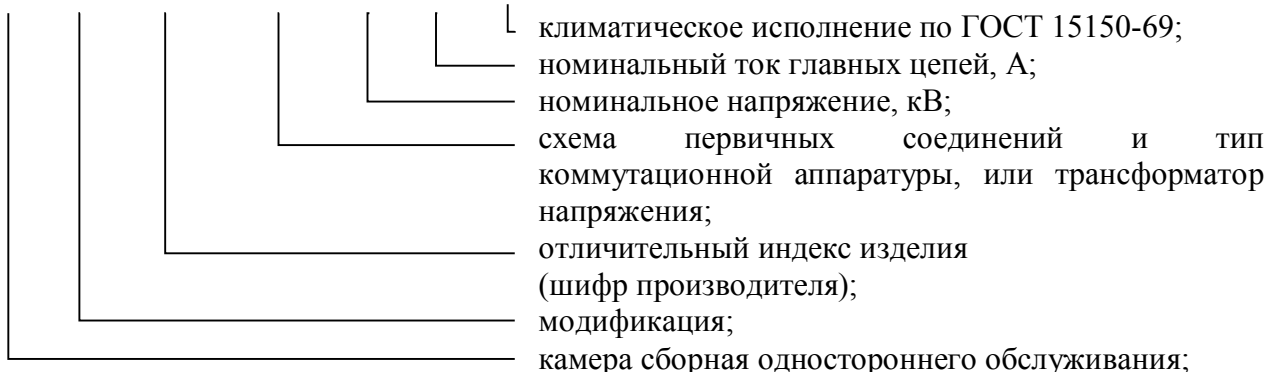 климатическое исполнение по ГОСТ 15150-69;
номинальный ток главных цепей, А;
номинальное напряжение, кВ;
схема первичных соединений и тип
коммутационной аппаратуры, или трансформатор
напряжения;
отличительный индекс изделия
(шифр производителя);
модификация;
камера сборная одностороннего обслуживания;